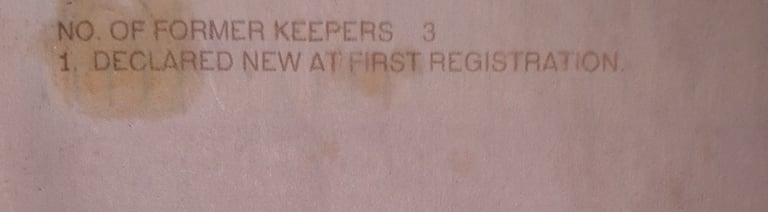 NO. OF FORMER KEEPERS 3
1. DECLARED NEW AT FIRST REGISTRATION.